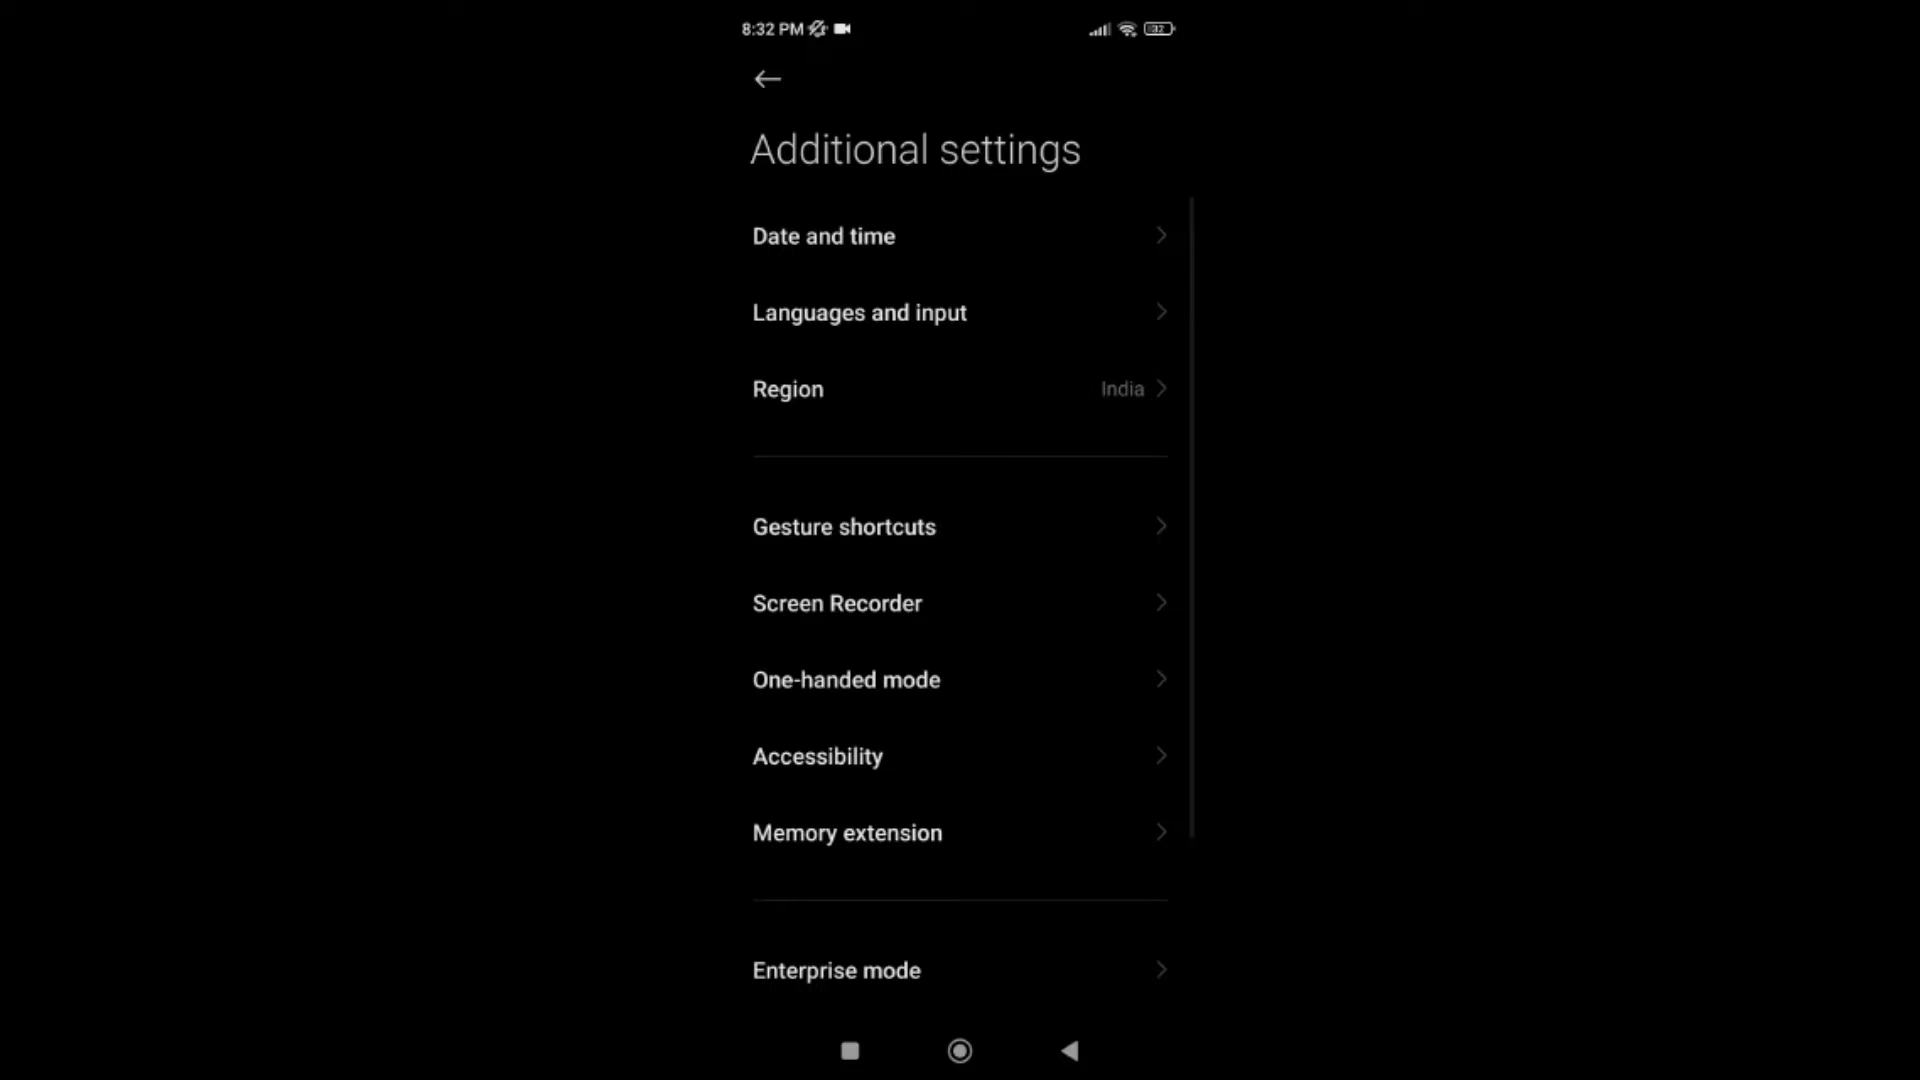 8:32 PM
32
Additional settings
Date and time
Languages and input
Region India
Gesture shortcuts
Screen Recorder
One-handed mode
Accessibility
Memory extension
Enterprise mode